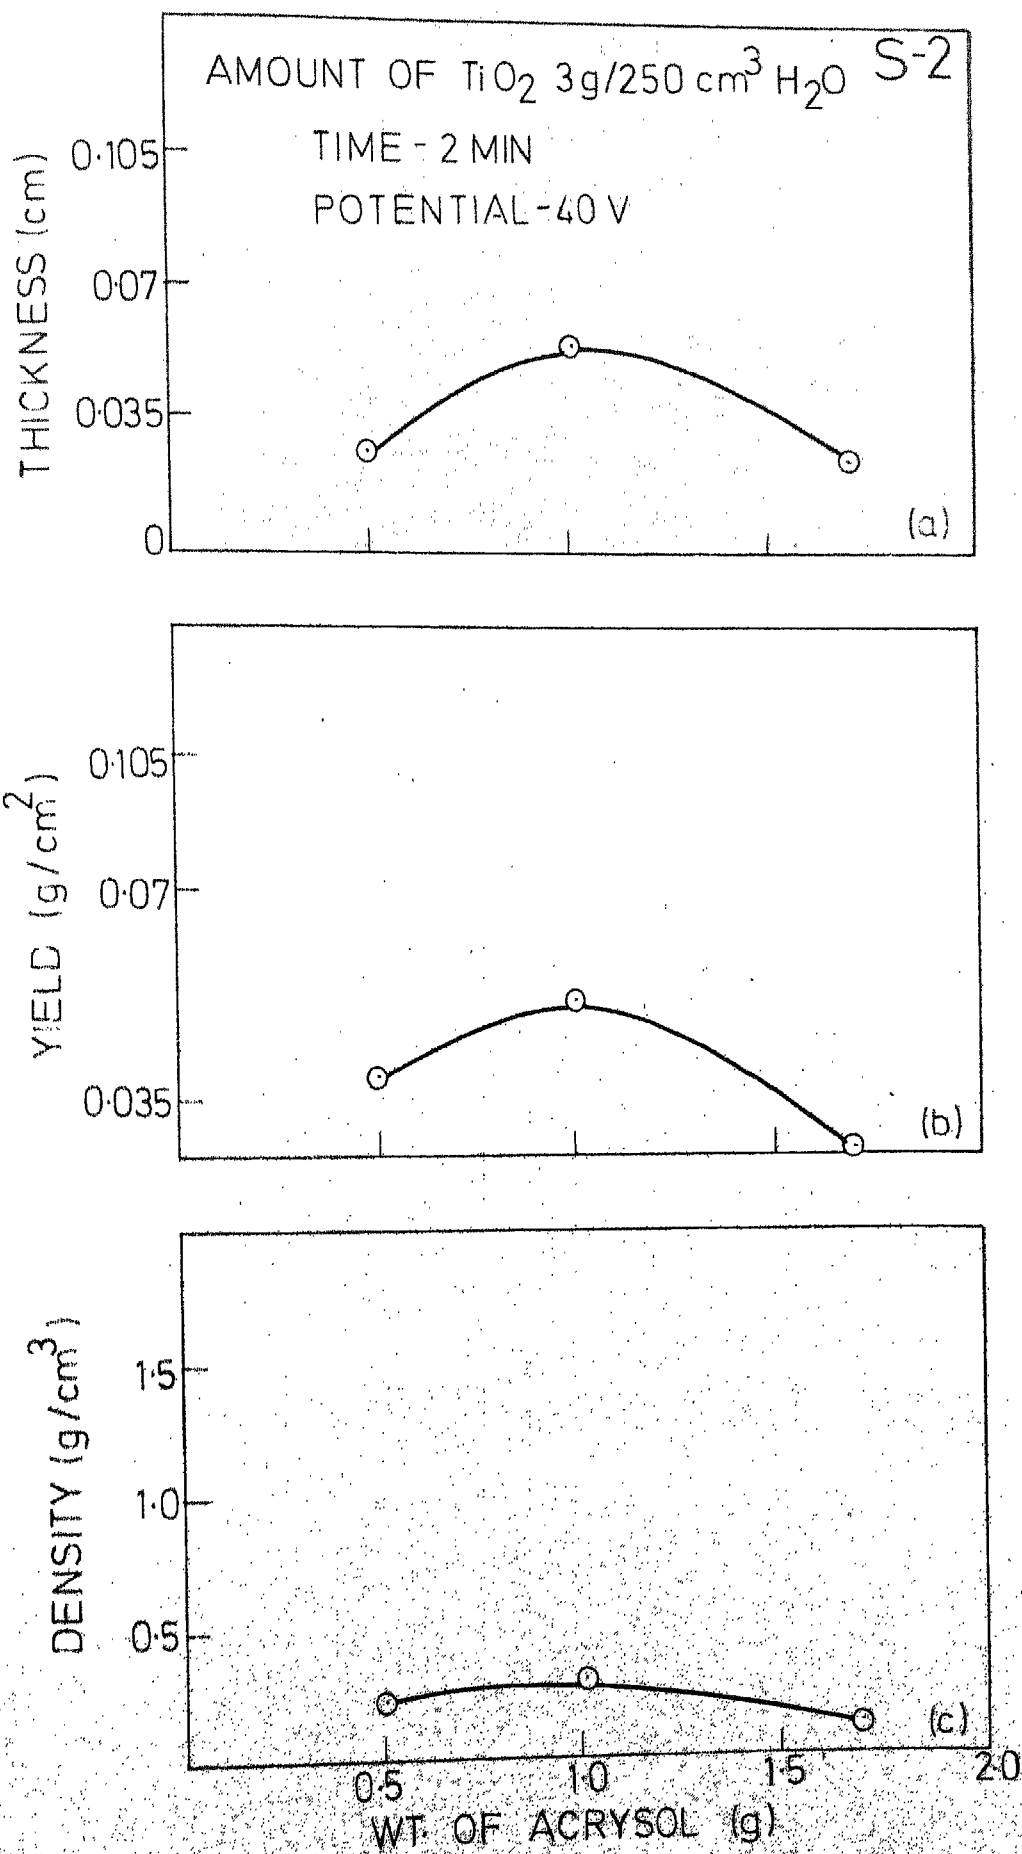 AMOUNT OF TiO2 3g/250 cm3 H2O S-2
TIME - 2 MIN
POTENTIAL - 40 V
THICKNESS (cm)
0·105
0·07
0·035
0
(a)
YIELD (g/cm2)
0·105
0·07
0·035
(b)
DENSITY (g/cm3)
1·5
1·0
0·5
(c)
0·5 1·0 1·5 2·0
WT. OF ACRYSOL (g)